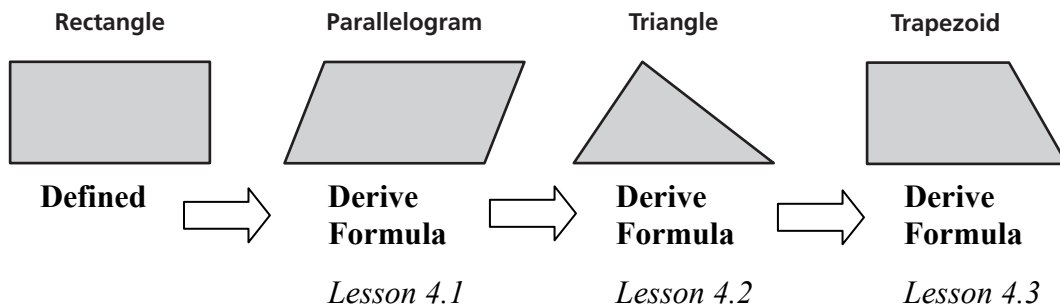 Rectangle
Parallelogram
Triangle
Trapezoid
Defined
Derive
Formula
Derive
Formula
Derive
Formula
Lesson 4.1
Lesson 4.2
Lesson 4.3